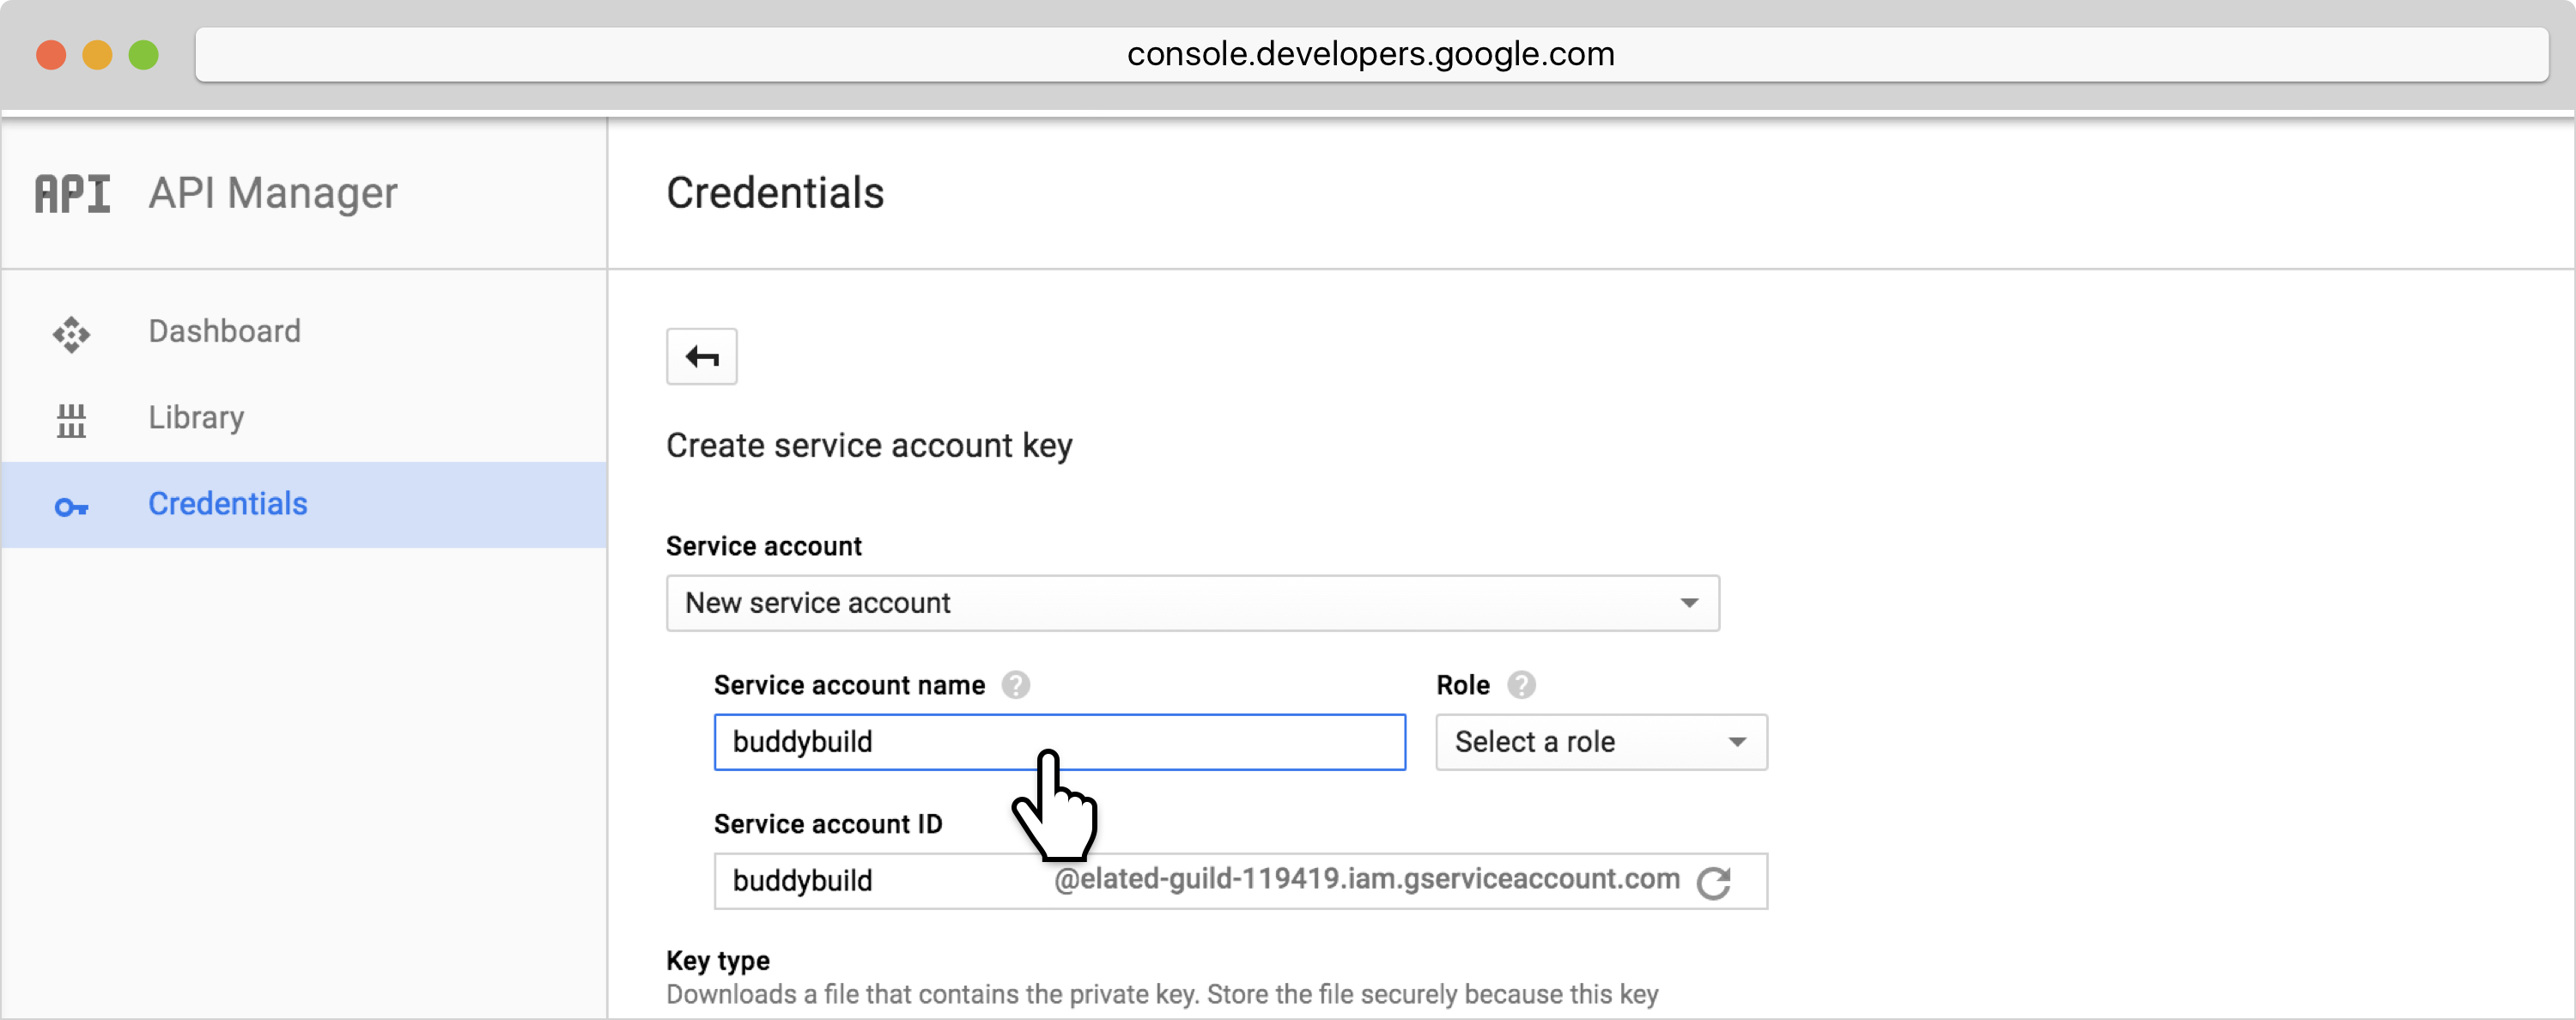 console.developers.google.com
API API Manager
Credentials
Dashboard
Library
Credentials
Create service account key
Service account
New service account
Service account name ?
Role ?
buddybuild
Select a role
Service account ID
buddybuild @elated-guild-119419.iam.gserviceaccount.com
Key type
Downloads a file that contains the private key. Store the file securely because this key